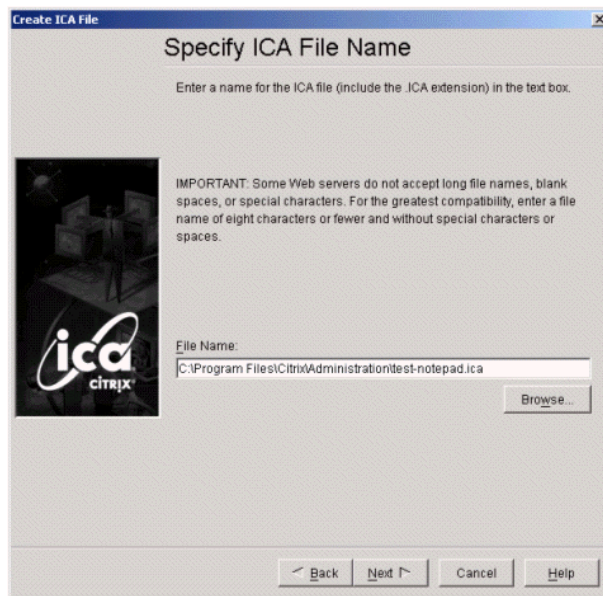 Create ICA File
Specify ICA File Name
Enter a name for the ICA file (include the .ICA extension) in the text box.
IMPORTANT: Some Web servers do not accept long file names, blank
spaces, or special characters. For the greatest compatibility, enter a file
name of eight characters or fewer and without special characters or
spaces.
ica
CITRIX
File Name:
C:\Program Files\Citrix\Administration\test-notepad.ica
Browse...
Back
Next
Cancel
Help